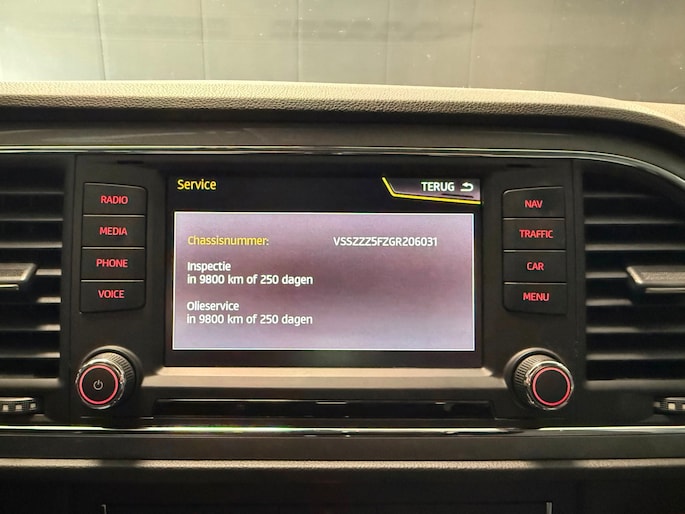 Service
TERUG
RADIO
MEDIA
PHONE
VOICE
NAV
TRAFFIC
CAR
MENU
Chassisnummer: VSSZZZ5FZGR206031
Inspectie
in 9800 km of 250 dagen
Olieservice
in 9800 km of 250 dagen